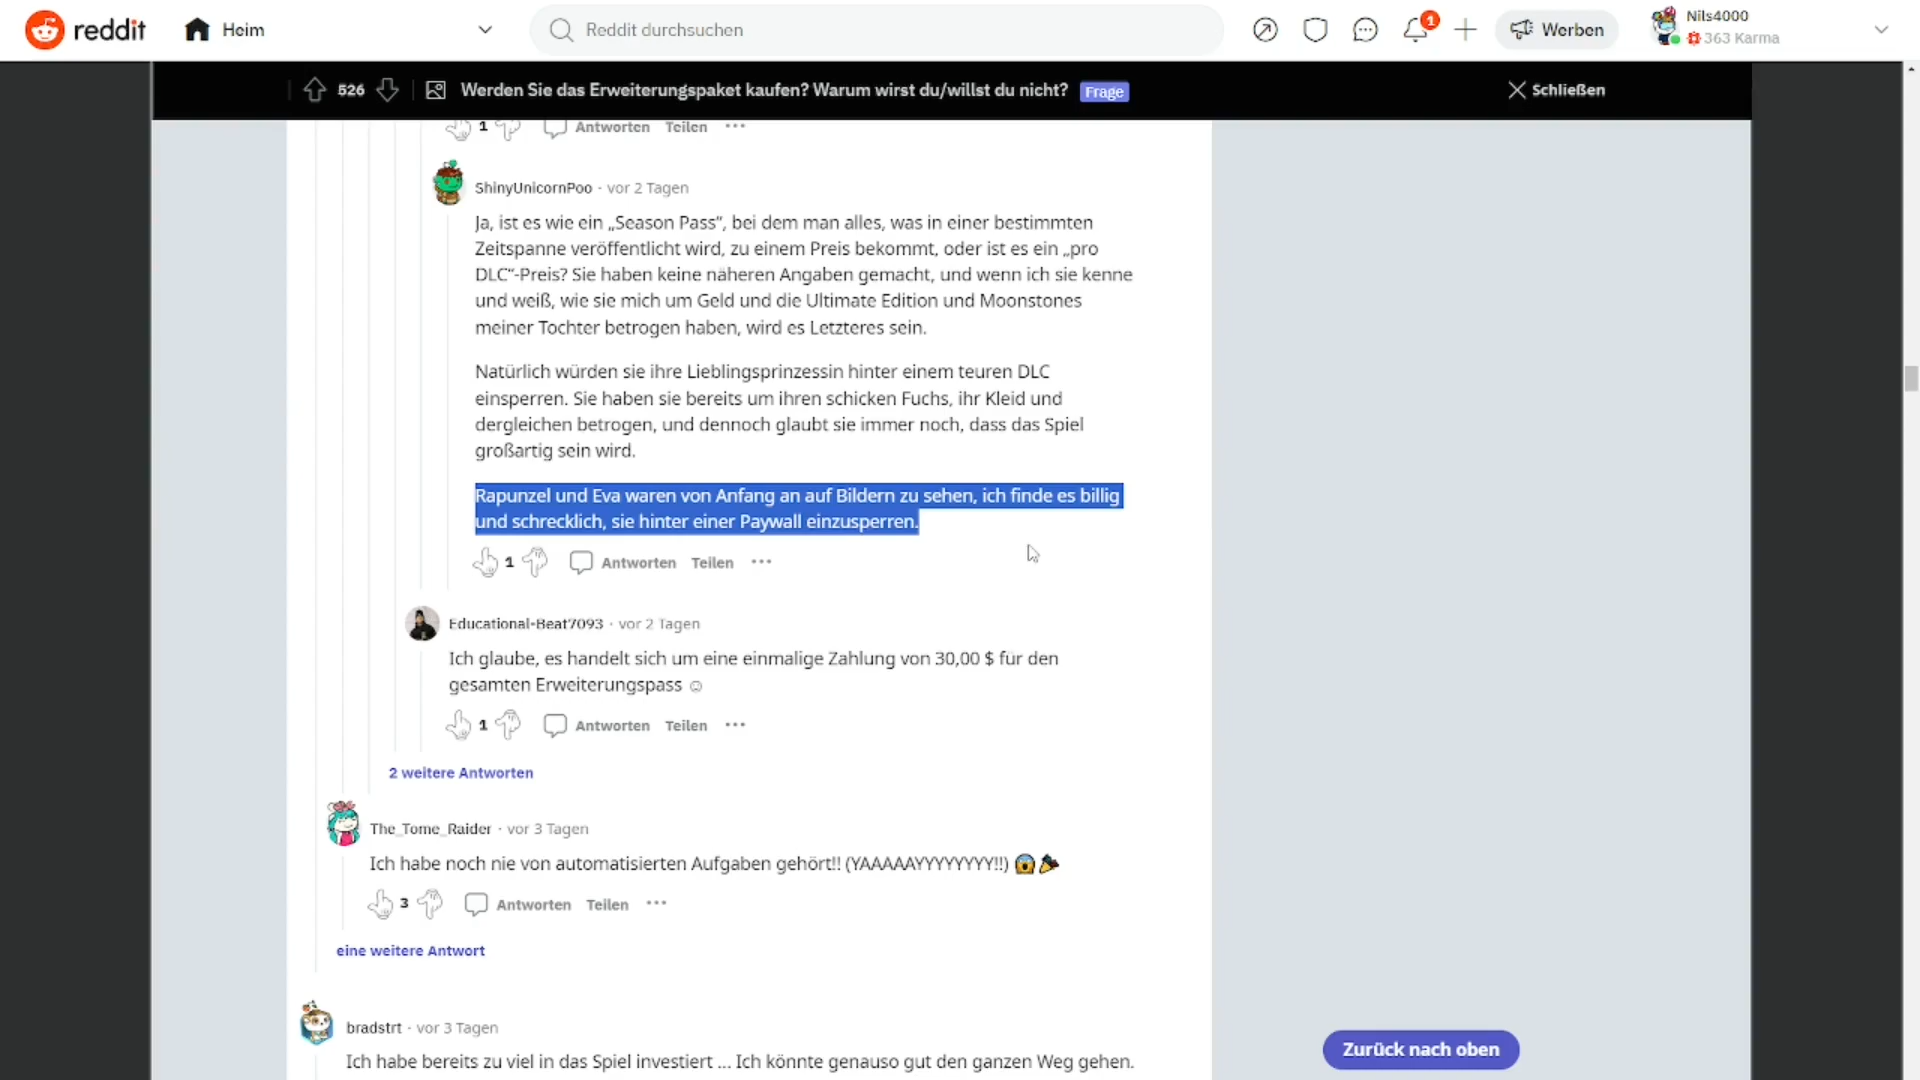 reddit
Heim
Reddit durchsuchen
1
Werben
Nils4000
363 Karma
526
Werden Sie das Erweiterungspaket kaufen? Warum wirst du/willst du nicht?
Frage
Schließen
1 Antworten Teilen ···
ShinyUnicornPoo · vor 2 Tagen
Ja, ist es wie ein „Season Pass“, bei dem man alles, was in einer bestimmten
Zeitspanne veröffentlicht wird, zu einem Preis bekommt, oder ist es ein „pro
DLC“-Preis? Sie haben keine näheren Angaben gemacht, und wenn ich sie kenne
und weiß, wie sie mich um Geld und die Ultimate Edition und Moonstones
meiner Tochter betrogen haben, wird es Letzteres sein.
Natürlich würden sie ihre Lieblingsprinzessin hinter einem teuren DLC
einsperren. Sie haben sie bereits um ihren schicken Fuchs, ihr Kleid und
dergleichen betrogen, und dennoch glaubt sie immer noch, dass das Spiel
großartig sein wird.
Rapunzel und Eva waren von Anfang an auf Bildern zu sehen, ich finde es billig
und schrecklich, sie hinter einer Paywall einzusperren.
1 Antworten Teilen ···
Educational-Beat7093 · vor 2 Tagen
Ich glaube, es handelt sich um eine einmalige Zahlung von 30,00 $ für den
gesamten Erweiterungspass ☺
1 Antworten Teilen ···
2 weitere Antworten
The_Tome_Raider · vor 3 Tagen
Ich habe noch nie von automatisierten Aufgaben gehört!! (YAAAAAYYYYYYYY!!) 😱🎉
3 Antworten Teilen ···
eine weitere Antwort
bradstrt · vor 3 Tagen
Ich habe bereits zu viel in das Spiel investiert ... Ich könnte genauso gut den ganzen Weg gehen.
Zurück nach oben